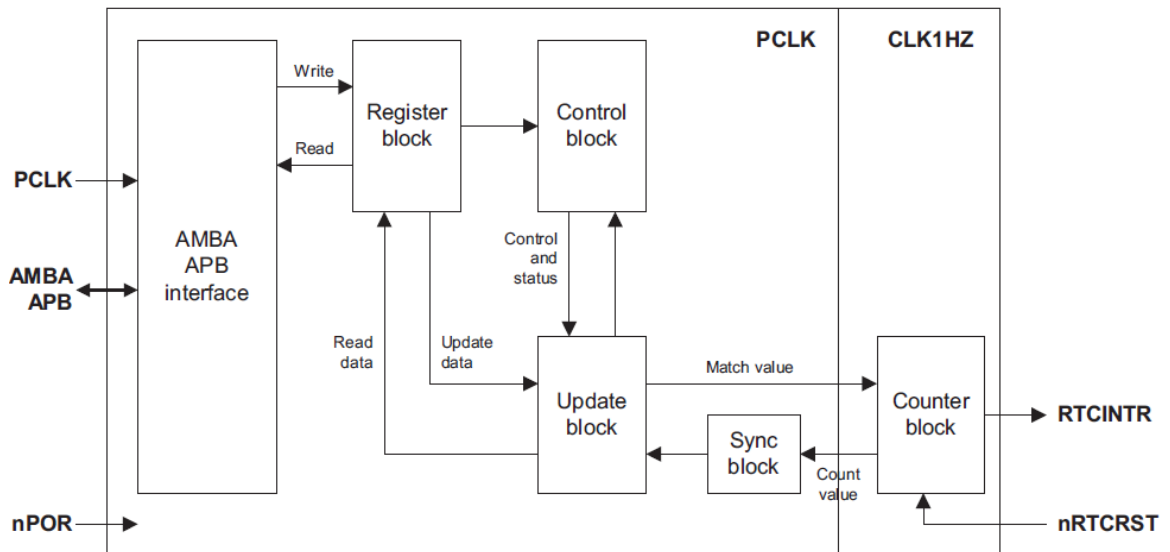 PCLK
CLK1HZ
Write
Register
block
Control
block
Read
PCLK
AMBA
APB
interface
Control
and
status
AMBA
APB
Read
data
Update
data
Match value
Update
block
Counter
block
RTCINTR
Sync
block
Count
value
nPOR
nRTCRST